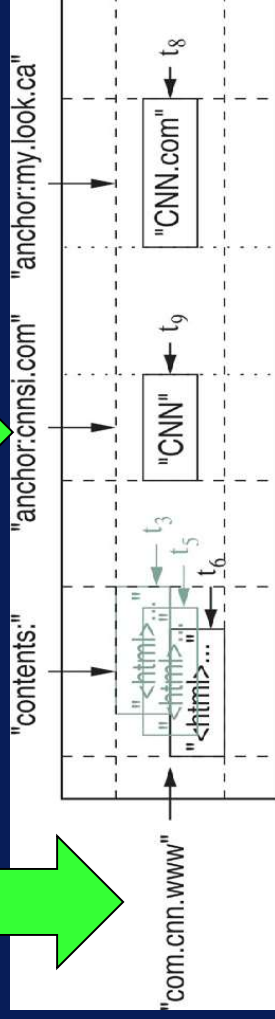 "contents:" "anchor:cnnsi.com" "anchor:my.look.ca"
"com.cnn.www"
"<html>... "
"<html>... "
"<html>... "
t3
t5
t6
"CNN" t9
"CNN.com" t8